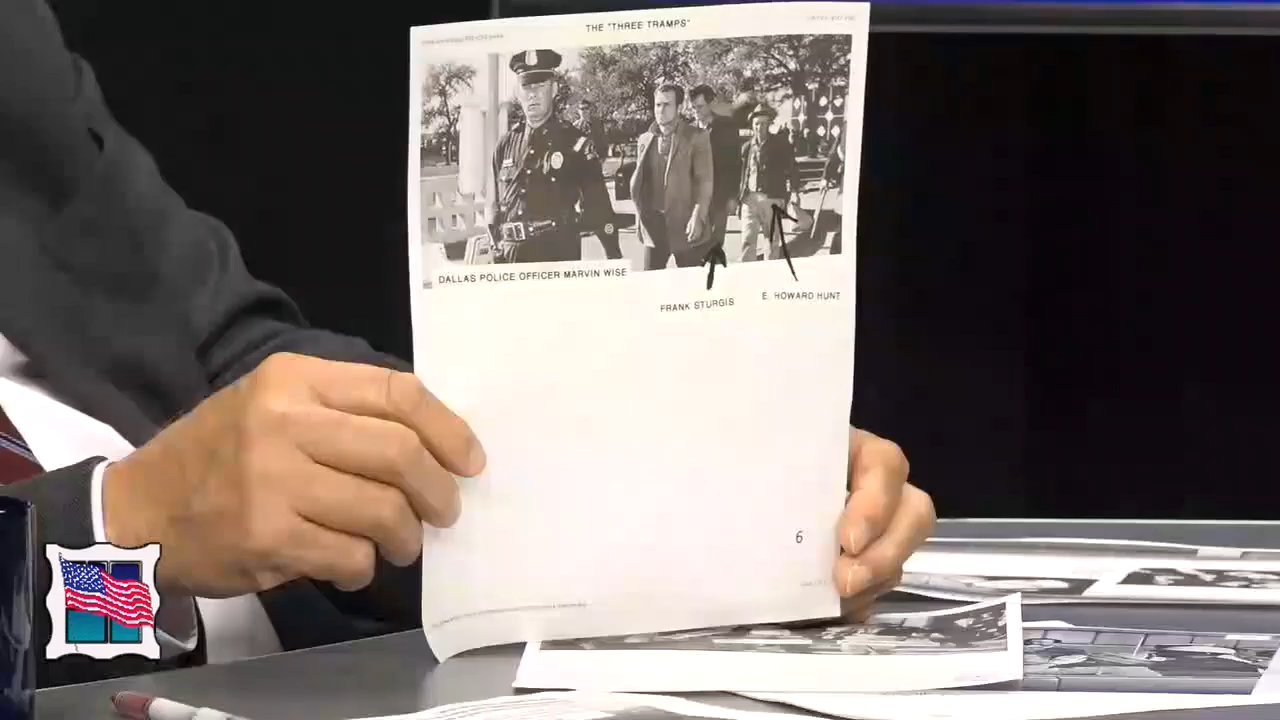 THE "THREE TRAMPS"
DALLAS POLICE OFFICER MARVIN WISE
FRANK STURGIS
E. HOWARD HUNT
6